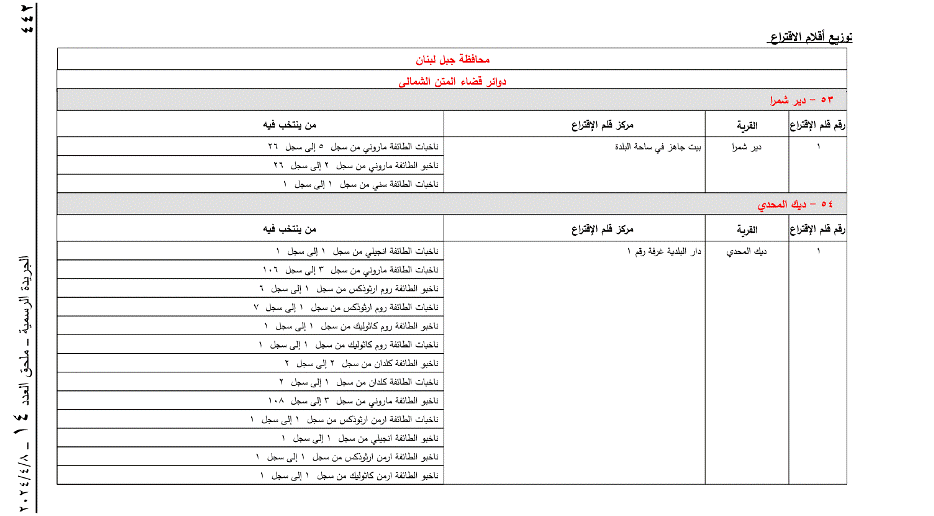 ٤٤٢
الجريدة الرسمية – ملحق العدد ١٤ – ٢٠٢٤/٤/٨
توزيع أقلام الاقتراع
محافظة جبل لبنان
دوائر قضاء المتن الشمالي
٥٣ - دير شمرا
رقم قلم الإقتراع القرية مركز قلم الإقتراع من ينتخب فيه
١ دير شمرا بيت جاهز في ساحة البلدة ناخبات الطائفة ماروني من سجل ٥ إلى سجل ٢٦
ناخبو الطائفة ماروني من سجل ٢ إلى سجل ٢٦
ناخبات الطائفة سني من سجل ١ إلى سجل ١
٥٤ - ديك المحدي
رقم قلم الإقتراع القرية مركز قلم الإقتراع من ينتخب فيه
١ ديك المحدي دار البلدية غرفة رقم ١ ناخبات الطائفة انجيلي من سجل ١ إلى سجل ١
ناخبات الطائفة ماروني من سجل ٣ إلى سجل ١٠٦
ناخبو الطائفة روم ارثوذكس من سجل ١ إلى سجل ٦
ناخبات الطائفة روم ارثوذكس من سجل ١ إلى سجل ٧
ناخبو الطائفة روم كاثوليك من سجل ١ إلى سجل ١
ناخبات الطائفة روم كاثوليك من سجل ١ إلى سجل ١
ناخبو الطائفة كلدان من سجل ٢ إلى سجل ٢
ناخبات الطائفة كلدان من سجل ١ إلى سجل ٢
ناخبو الطائفة ماروني من سجل ٣ إلى سجل ١٠٨
ناخبات الطائفة ارمن ارثوذكس من سجل ١ إلى سجل ١
ناخبو الطائفة انجيلي من سجل ١ إلى سجل ١
ناخبو الطائفة ارمن ارثوذكس من سجل ١ إلى سجل ١
ناخبو الطائفة ارمن كاثوليك من سجل ١ إلى سجل ١